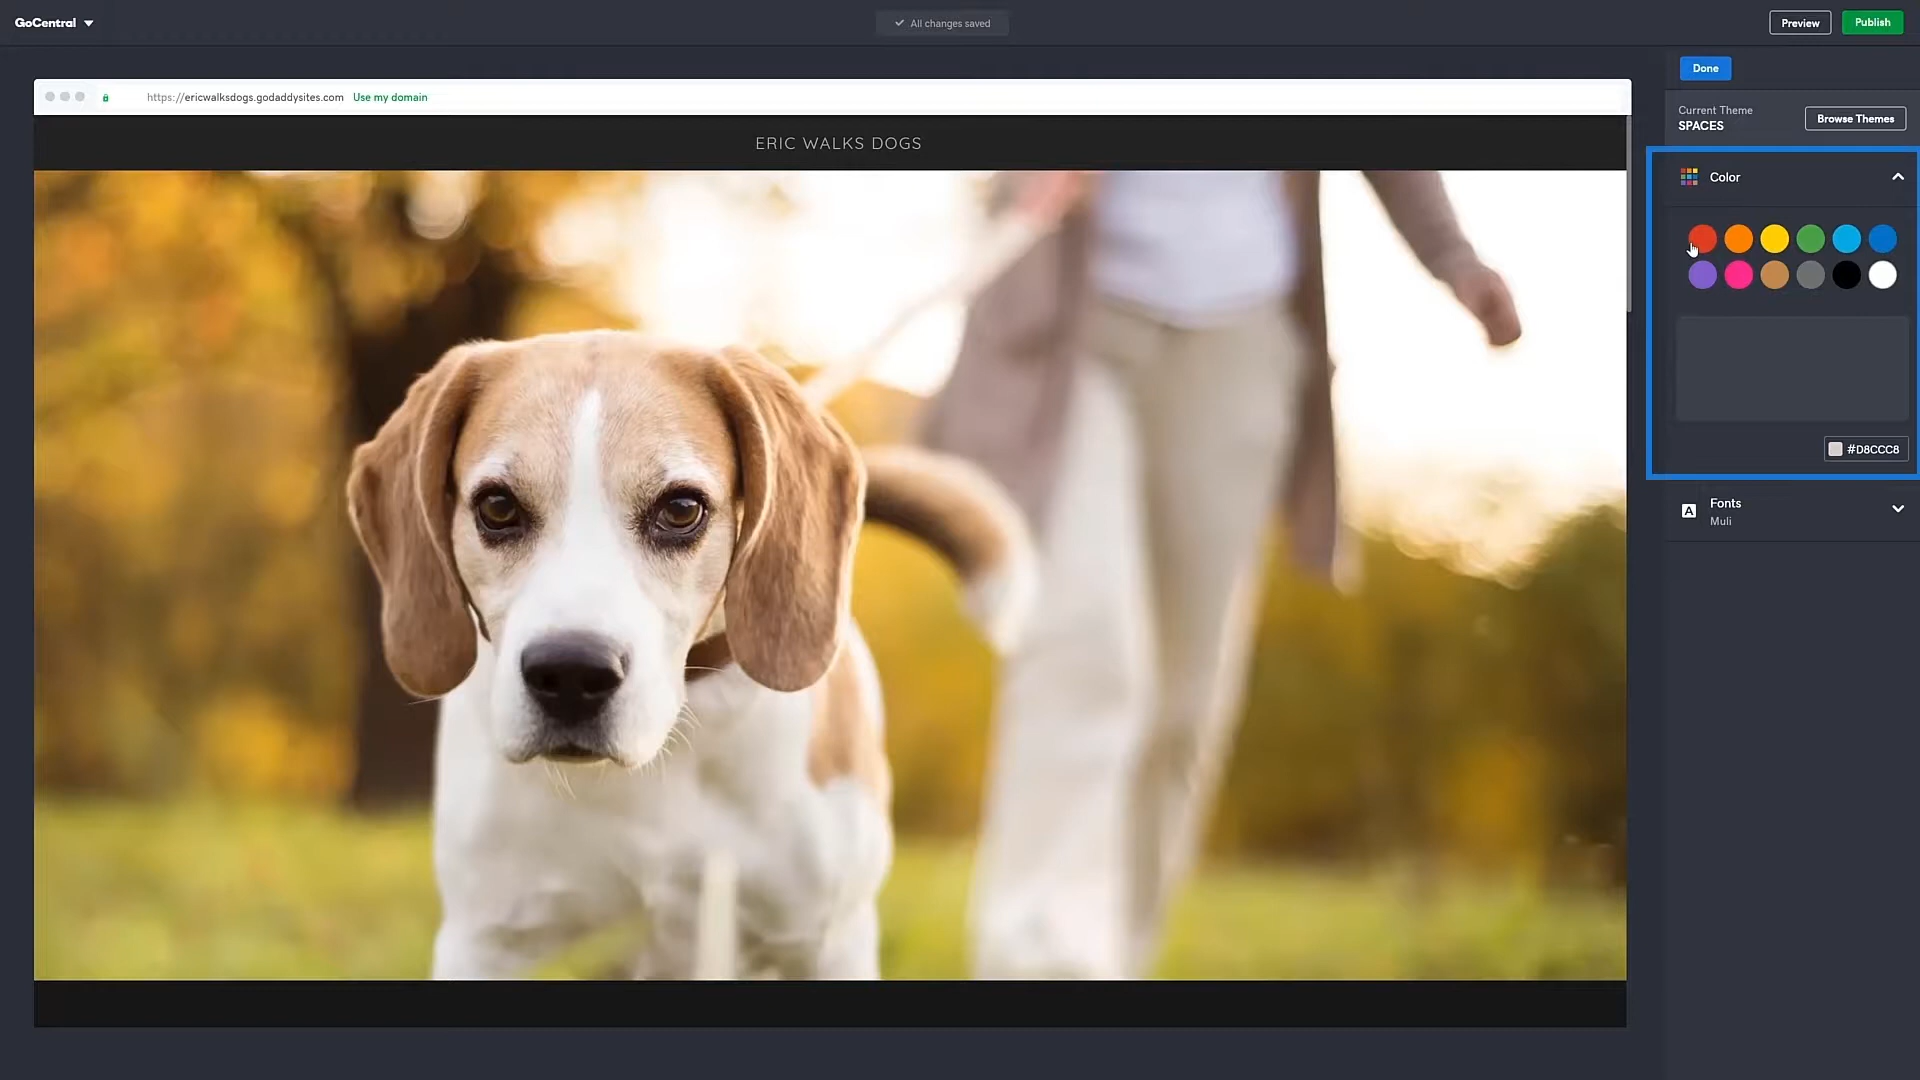 GoCentral
All changes saved
Preview
Publish
Done
https://ericwalksdogs.godaddysites.com Use my domain
Current Theme
SPACES
Browse Themes
ERIC WALKS DOGS
Color
#D8CCC8
A
Fonts
Muli